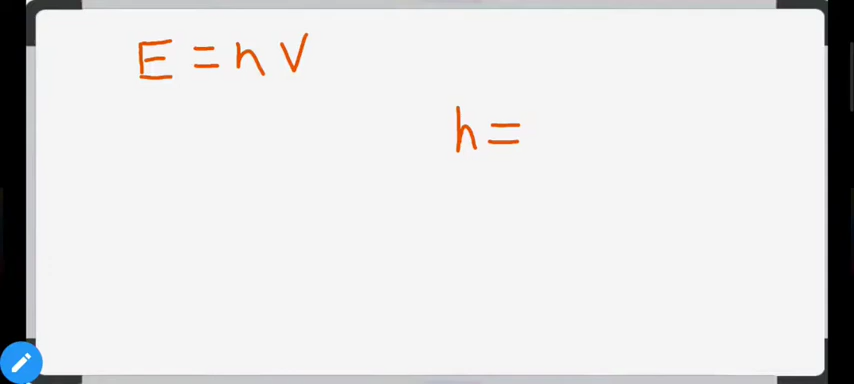 E = h V
h =